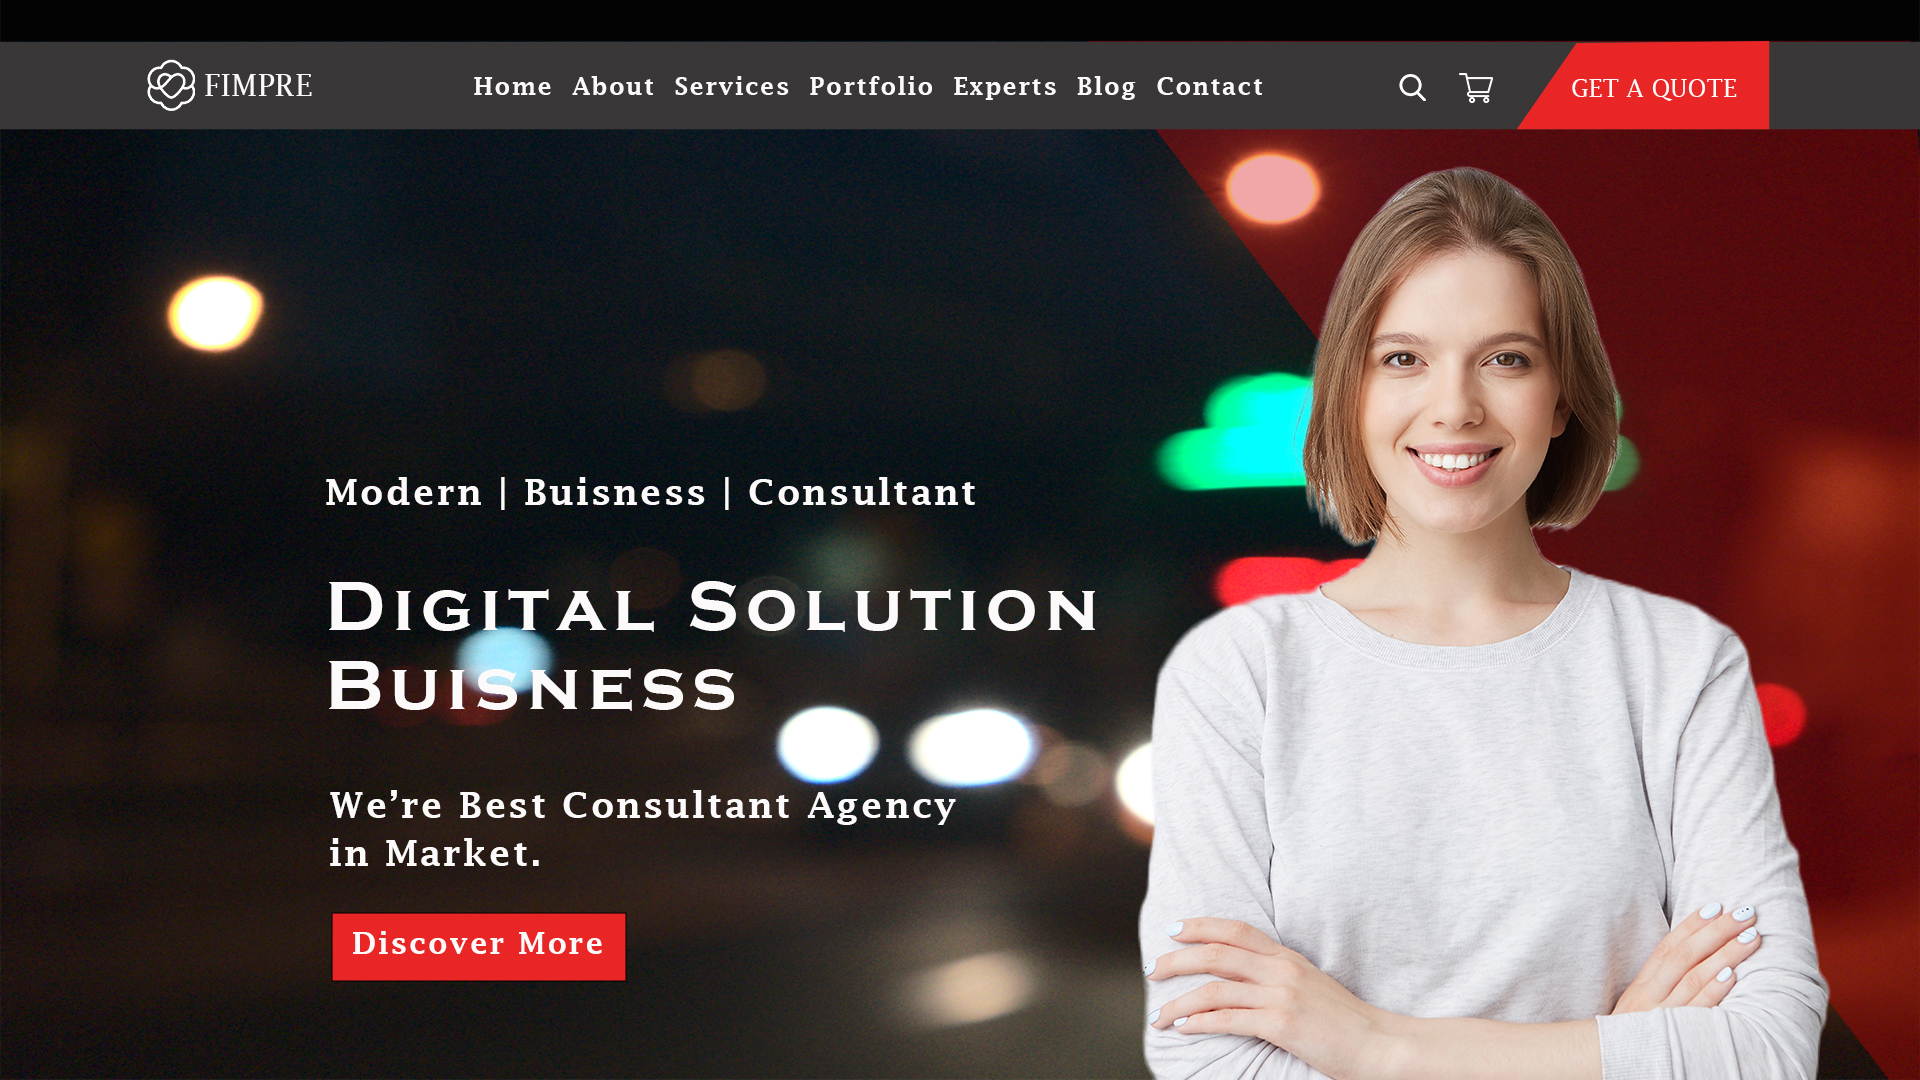 FIMPRE
Home About Services Portfolio Experts Blog Contact
GET A QUOTE
Modern | Buisness | Consultant
Digital Solution
Buisness
We’re Best Consultant Agency
in Market.
Discover More